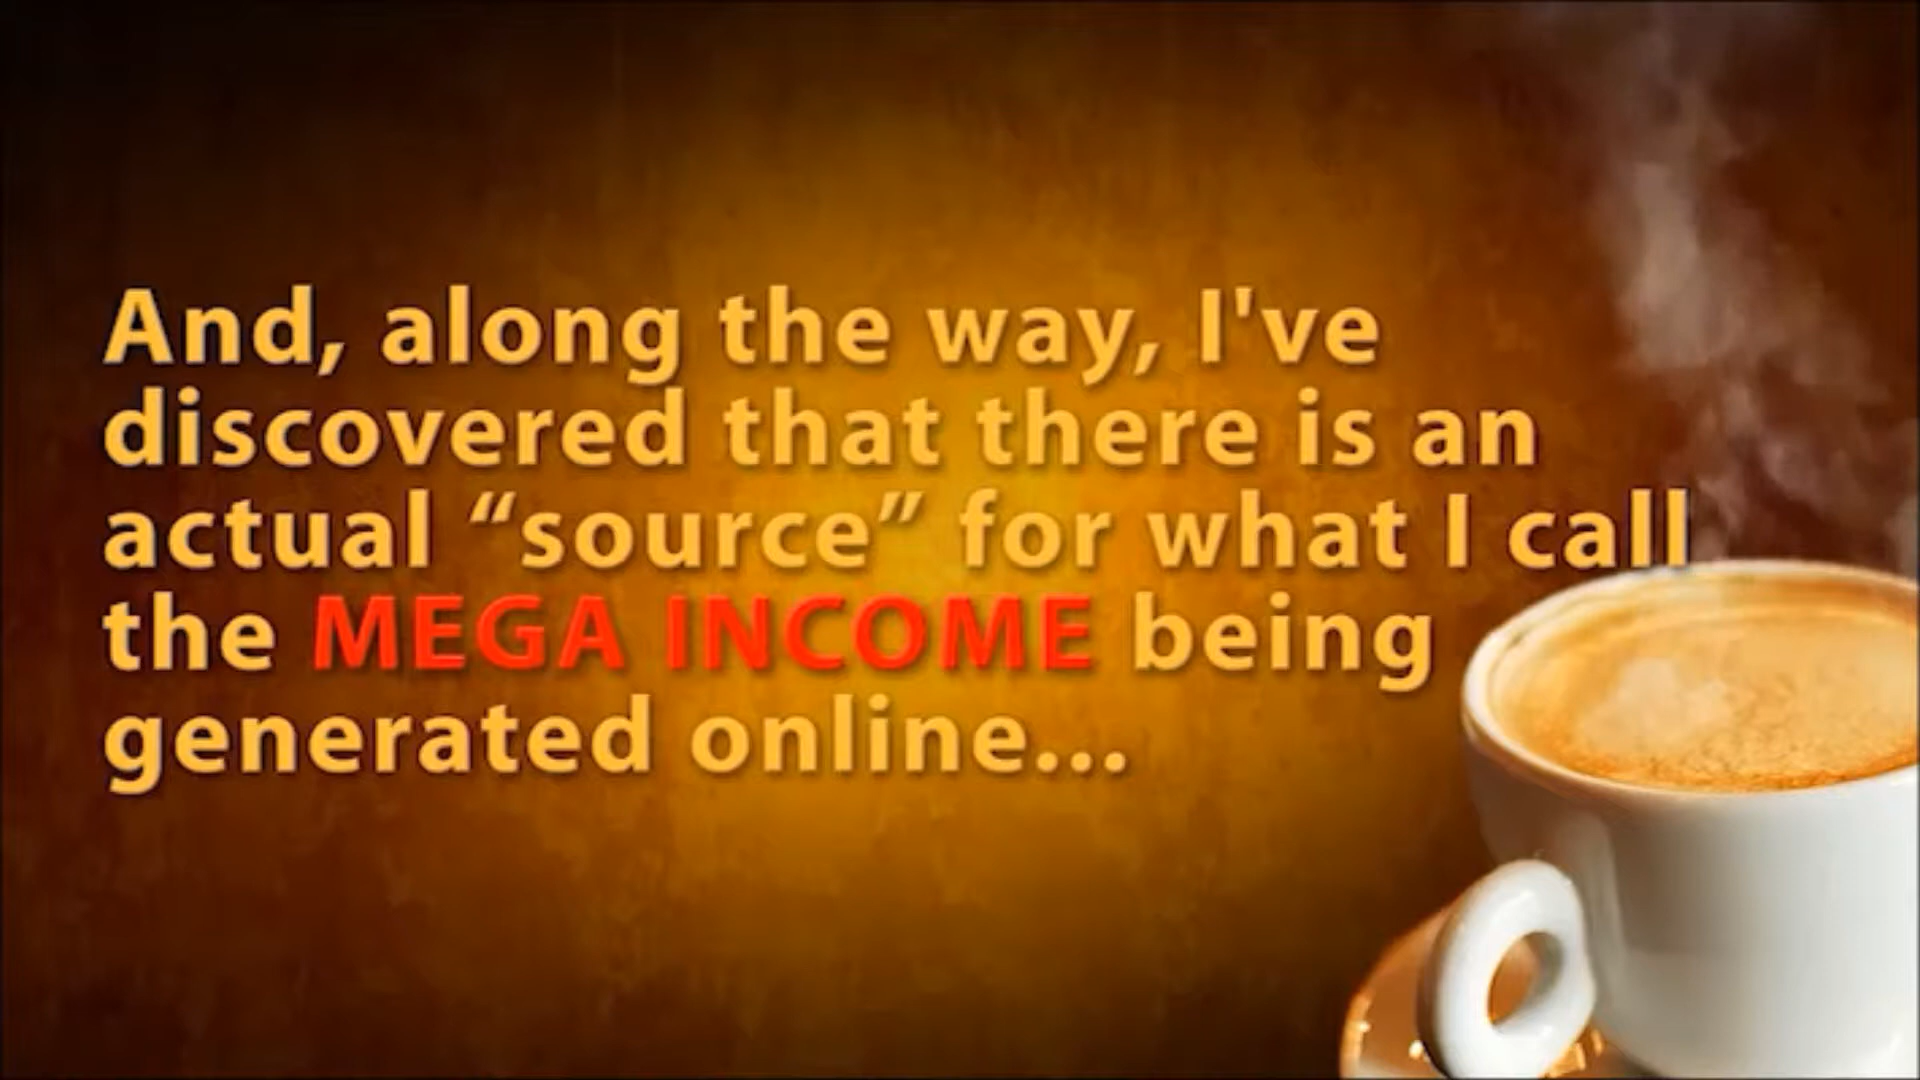 And, along the way, I've
discovered that there is an
actual “source” for what I call
the MEGA INCOME being
generated online...